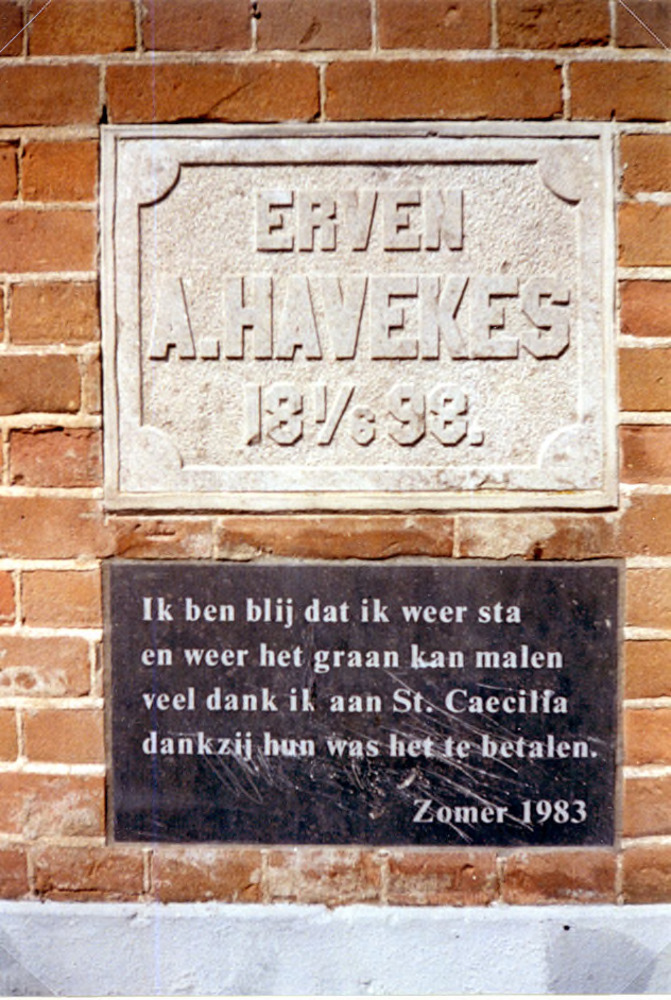 ERVEN
A. HAVEKES
18 1/8 98.
Ik ben blij dat ik weer sta
en weer het graan kan malen
veel dank ik aan St. Caecilia
dankzij hun was het te betalen.
Zomer 1983